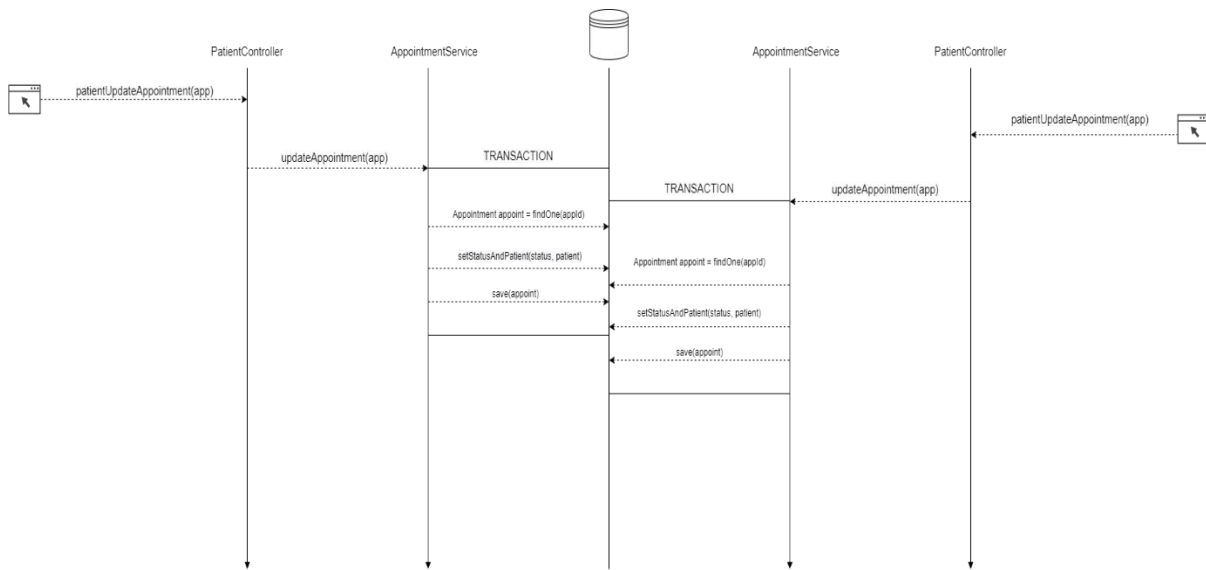 PatientController
AppointmentService
AppointmentService
PatientController
patientUpdateAppointment(app)
patientUpdateAppointment(app)
updateAppointment(app)
TRANSACTION
TRANSACTION
updateAppointment(app)
Appointment appoint = findOne(appId)
setStatusAndPatient(status, patient)
Appointment appoint = findOne(appId)
save(appoint)
setStatusAndPatient(status, patient)
save(appoint)